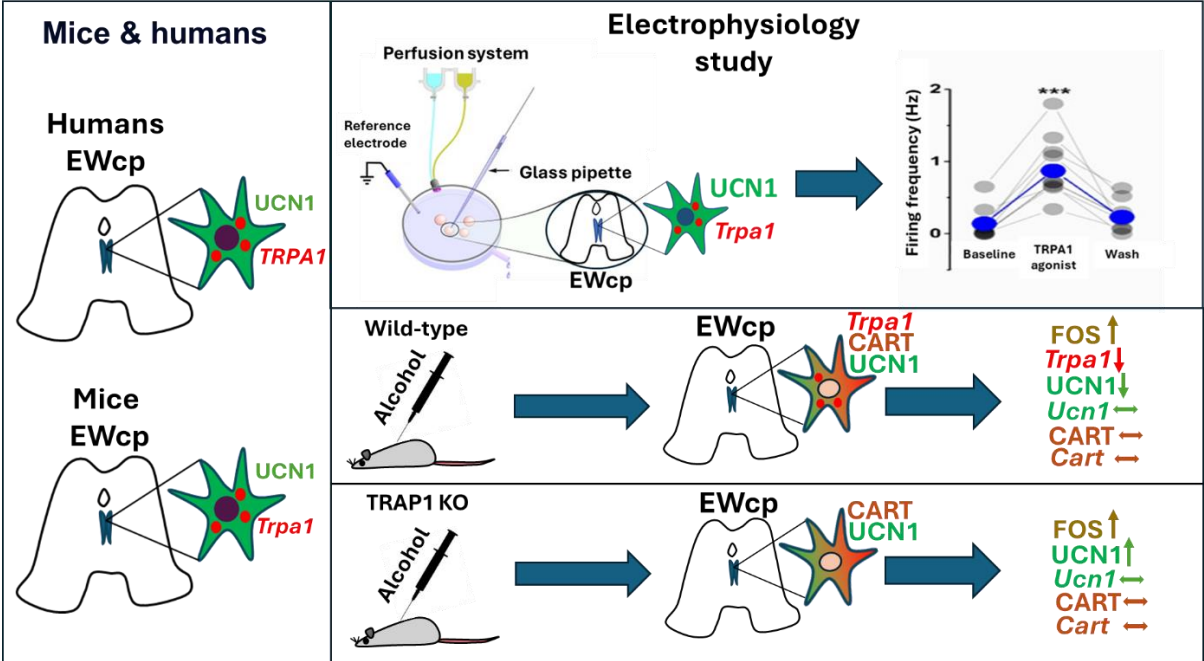 Mice & humans
Humans
EWcp
UCN1
TRPA1
Mice
EWcp
UCN1
Trpa1
Electrophysiology
study
Perfusion system
Reference
electrode
Glass pipette
UCN1
Trpa1
EWcp
Firing frequency (Hz)
2
1
0
***
Baseline
TRPA1
agonist
Wash
Wild-type
Alcohol
EWcp
Trpa1
CART
UCN1
FOS ↑
Trpa1 ↓
UCN1 ↓
Ucn1 ↔
CART ↔
Cart ↔
TRAP1 KO
Alcohol
EWcp
CART
UCN1
FOS ↑
UCN1 ↑
Ucn1 ↔
CART ↔
Cart ↔